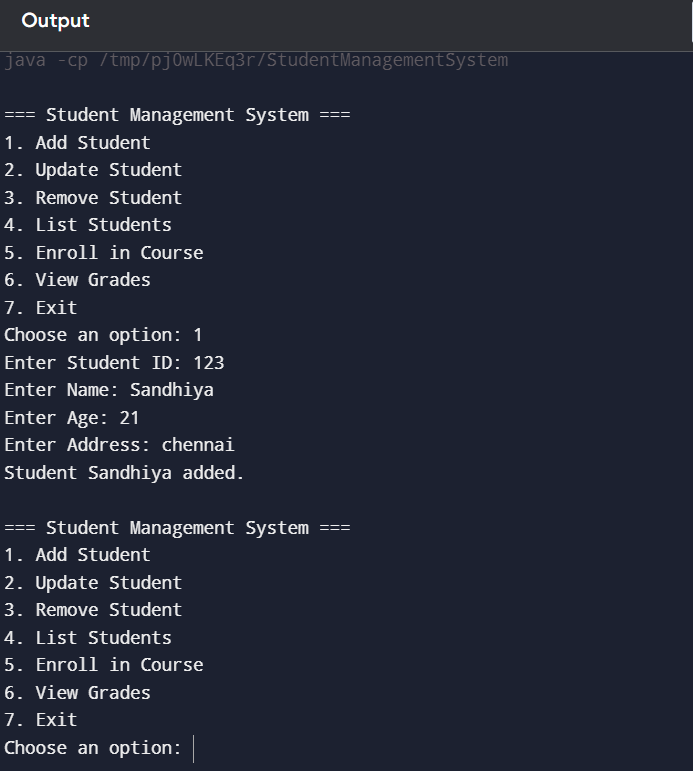 Output
java -cp /tmp/pj0wLKEq3r/StudentManagementSystem
=== Student Management System ===
1. Add Student
2. Update Student
3. Remove Student
4. List Students
5. Enroll in Course
6. View Grades
7. Exit
Choose an option: 1
Enter Student ID: 123
Enter Name: Sandhiya
Enter Age: 21
Enter Address: chennai
Student Sandhiya added.
=== Student Management System ===
1. Add Student
2. Update Student
3. Remove Student
4. List Students
5. Enroll in Course
6. View Grades
7. Exit
Choose an option: